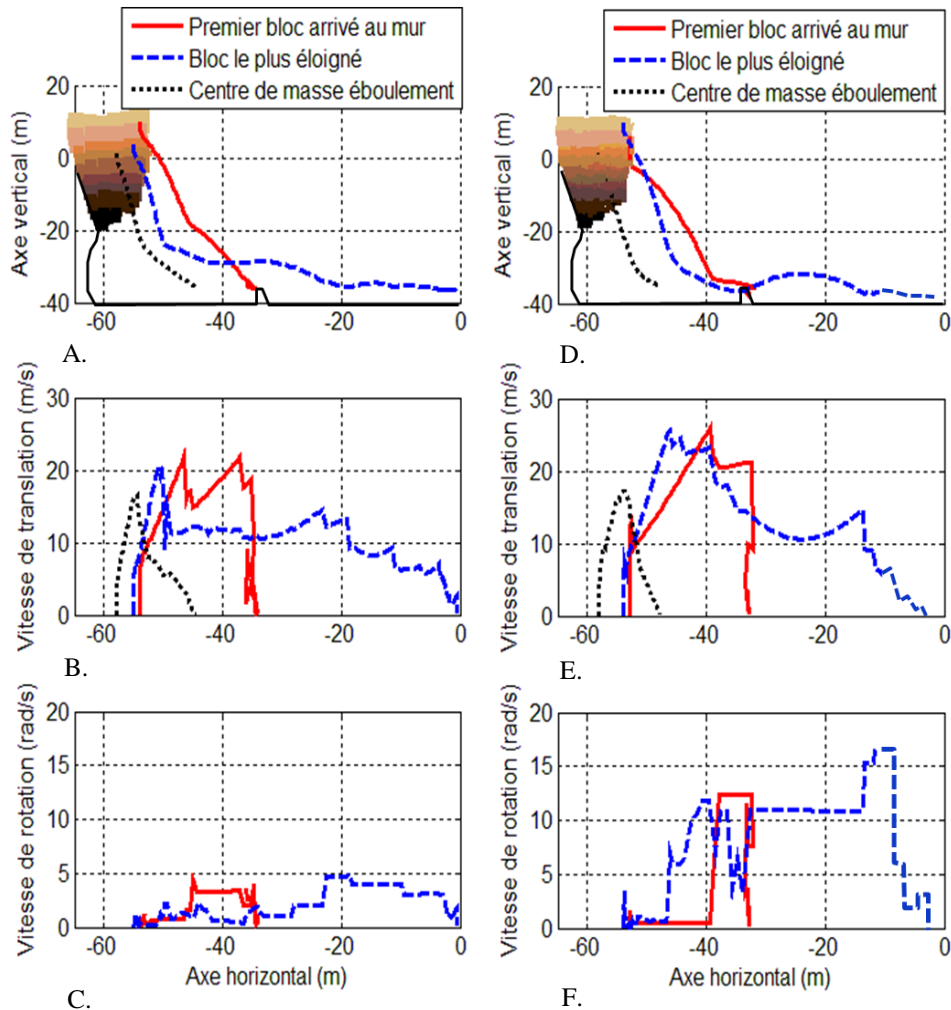 Premier bloc arrivé au mur
Bloc le plus éloigné
Centre de masse éboulement
Axe vertical (m)
20
0
-20
-40
-60
-40
-20
0
A.
Premier bloc arrivé au mur
Bloc le plus éloigné
Centre de masse éboulement
Axe vertical (m)
20
0
-20
-40
-60
-40
-20
0
D.
Vitesse de translation (m/s)
30
20
10
0
-60
-40
-20
0
B.
Vitesse de translation (m/s)
30
20
10
0
-60
-40
-20
0
E.
Vitesse de rotation (rad/s)
20
15
10
5
0
-60
-40
-20
0
Axe horizontal (m)
C.
Vitesse de rotation (rad/s)
20
15
10
5
0
-60
-40
-20
0
Axe horizontal (m)
F.